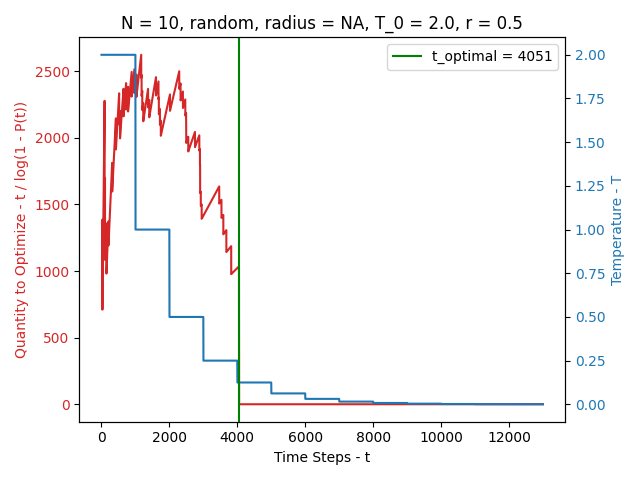 N = 10, random, radius = NA, T_0 = 2.0, r = 0.5
t_optimal = 4051
Quantity to Optimize - t / log(1 - P(t))
2500
2000
1500
1000
500
0
2.00
1.75
1.50
1.25
1.00
0.75
0.50
0.25
0.00
Temperature - T
0 2000 4000 6000 8000 10000 12000
Time Steps - t